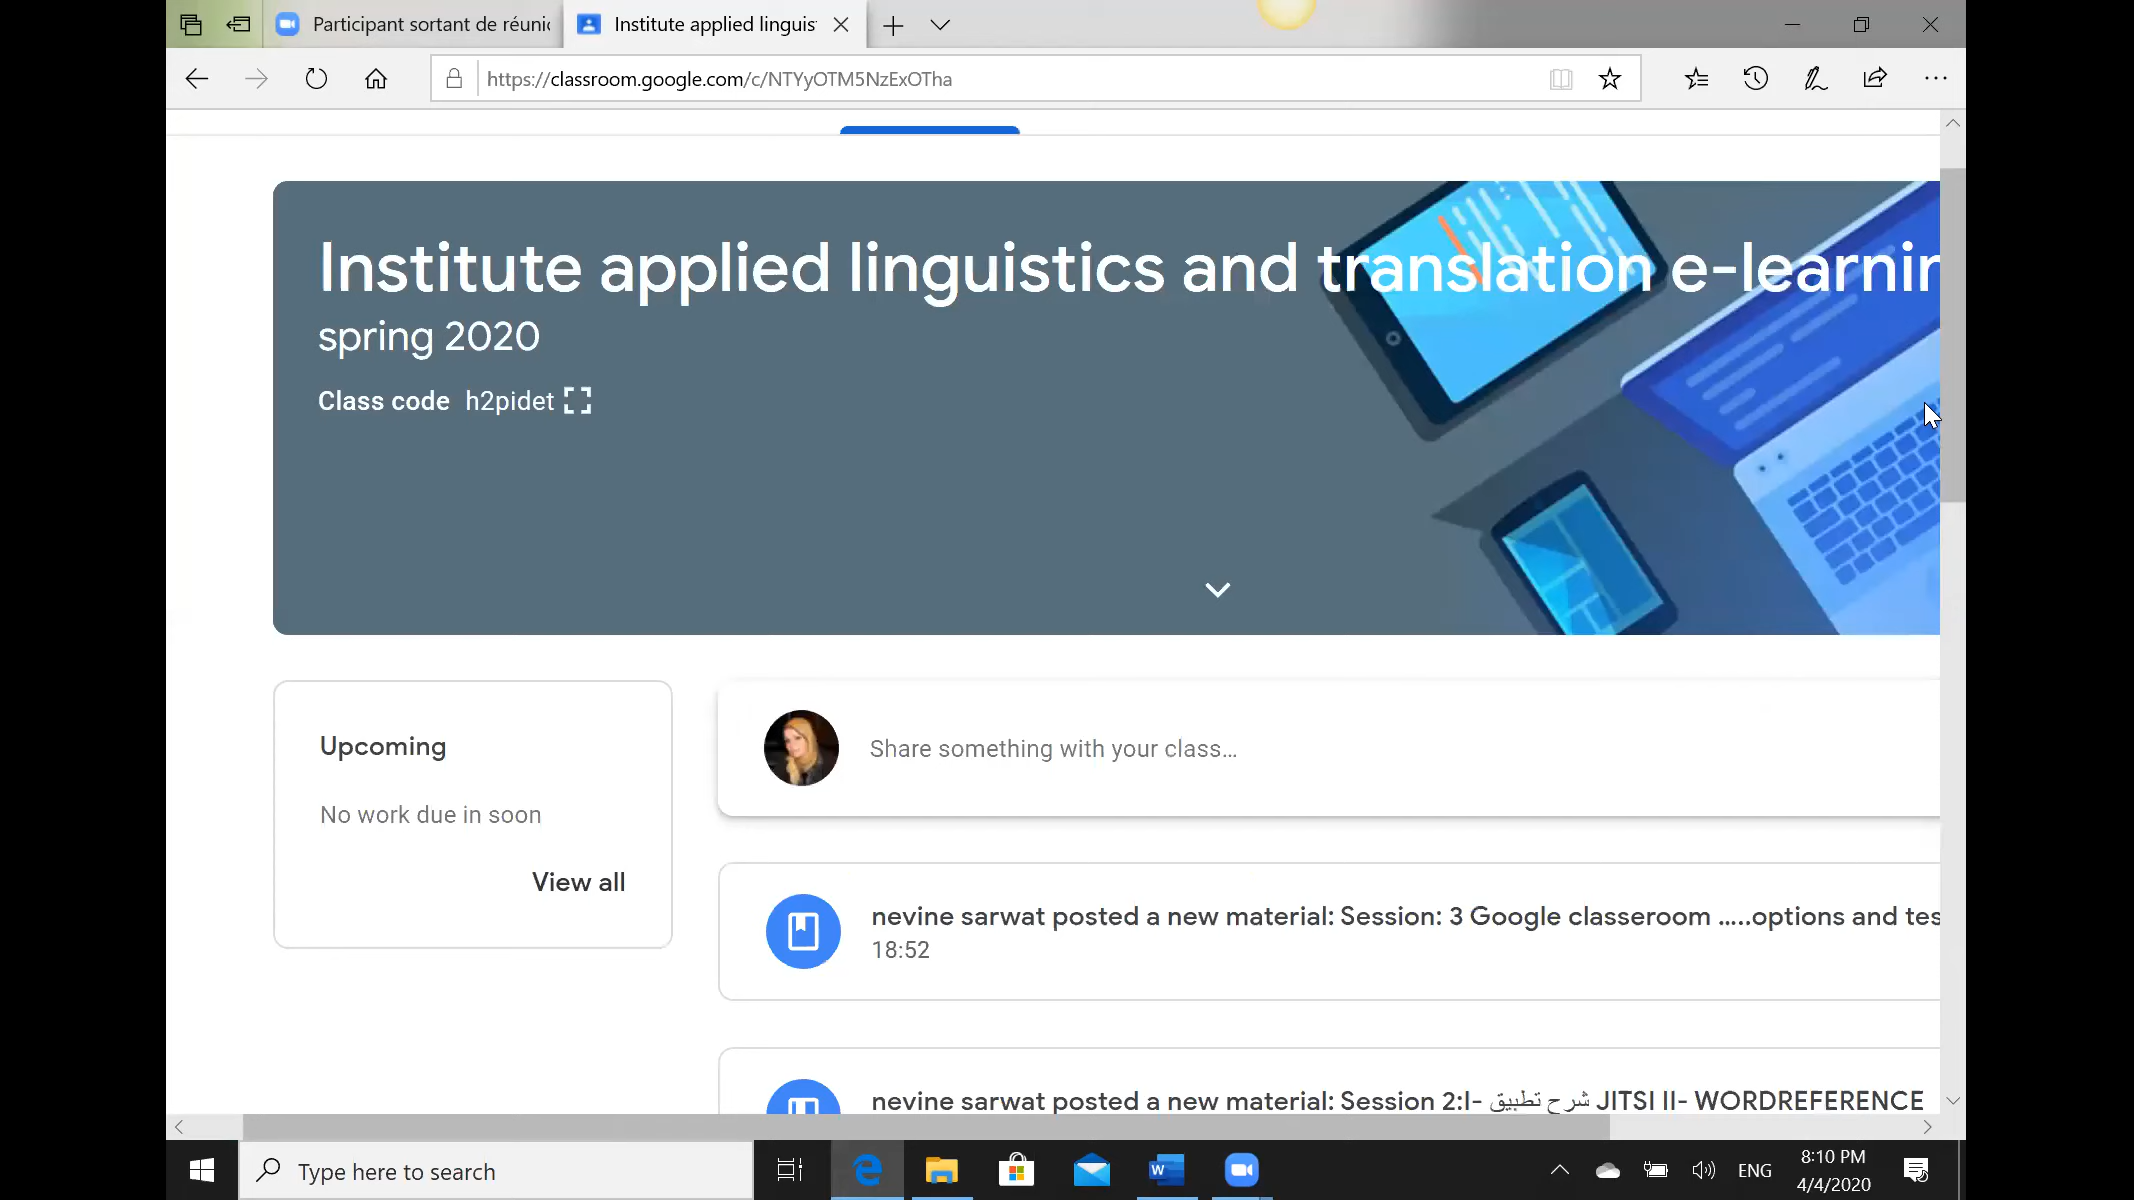 Participant sortant de réunio
Institute applied linguis
https://classroom.google.com/c/NTYyOTM5NzExOTha
Institute applied linguistics and translation e-learnin
spring 2020
Class code h2pidet
Upcoming
No work due in soon
View all
Share something with your class...
nevine sarwat posted a new material: Session: 3 Google classeroom .....options and tes
18:52
nevine sarwat posted a new material: Session 2:I- شرح تطبيق JITSI II- WORDREFERENCE
Type here to search
ENG
8:10 PM
4/4/2020